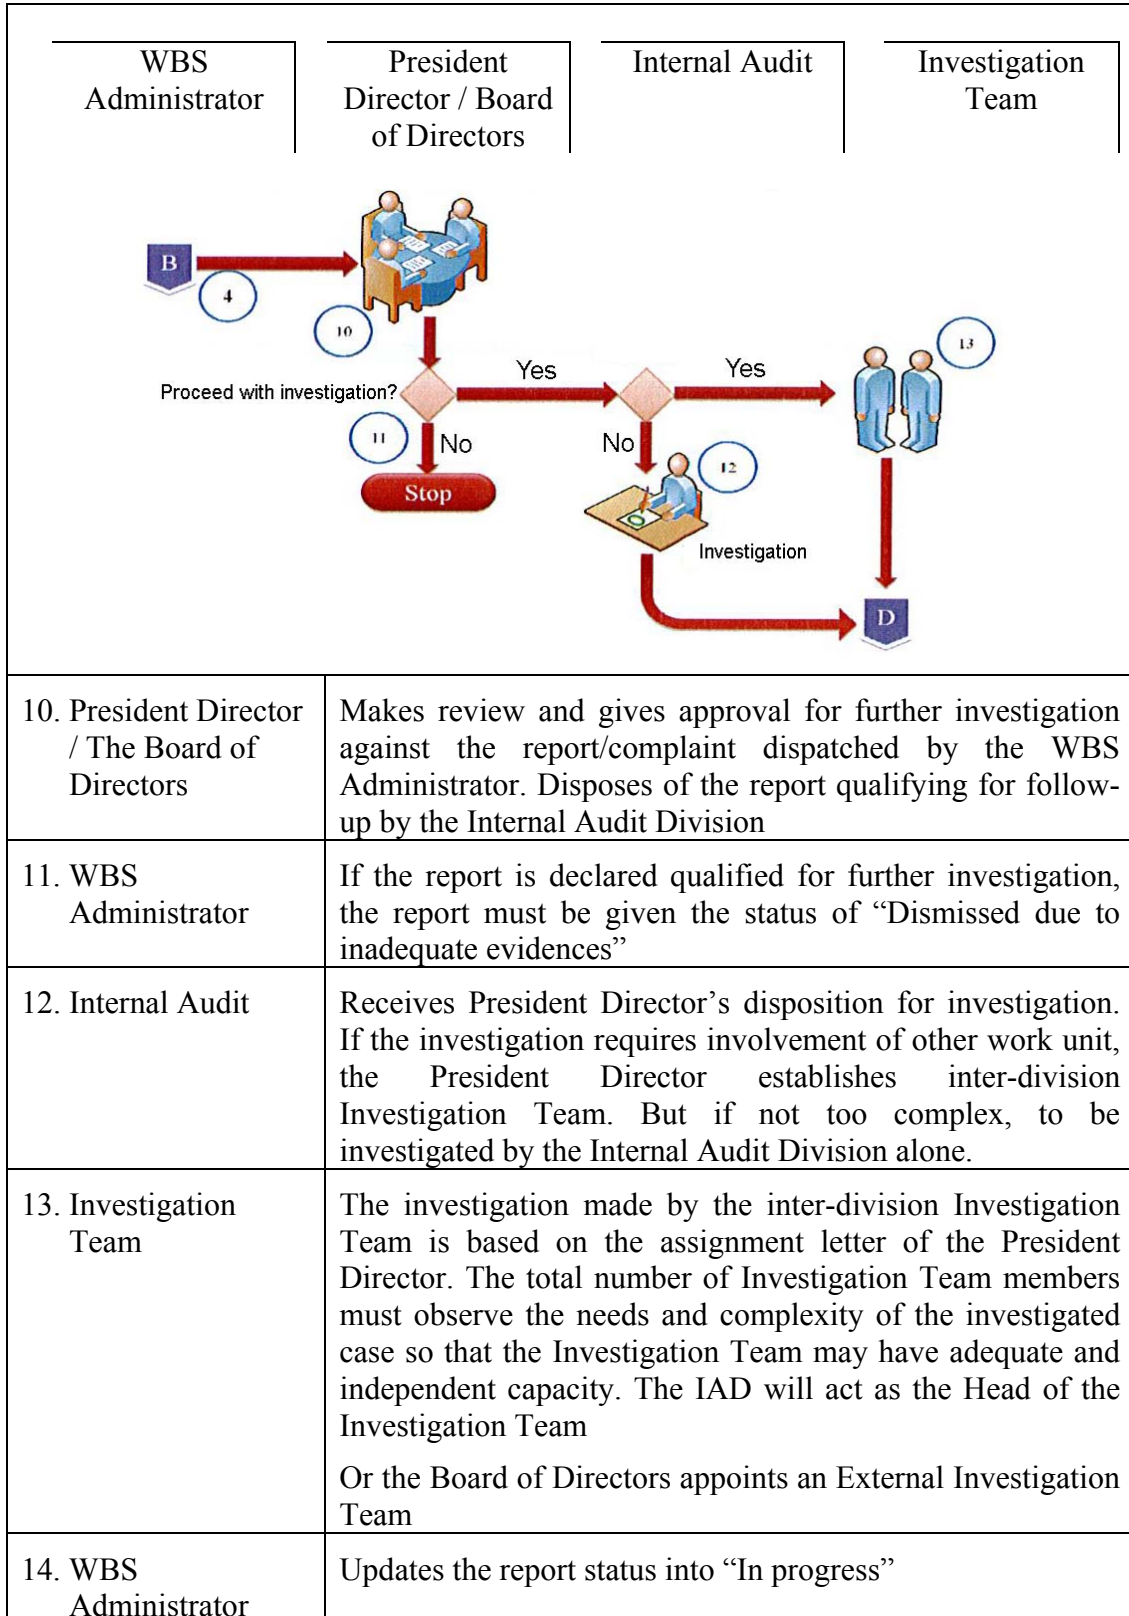 WBS
Administrator
President
Director / Board
of Directors
Internal Audit
Investigation
Team
B
4
10
13
Yes
Yes
Proceed with investigation?
11
No
No
12
Stop
Investigation
D
10. President Director
/ The Board of
Directors
Makes review and gives approval for further investigation
against the report/complaint dispatched by the WBS
Administrator. Disposes of the report qualifying for follow-
up by the Internal Audit Division
11. WBS
Administrator
If the report is declared qualified for further investigation,
the report must be given the status of “Dismissed due to
inadequate evidences”
12. Internal Audit
Receives President Director’s disposition for investigation.
If the investigation requires involvement of other work unit,
the President Director establishes inter-division
Investigation Team. But if not too complex, to be
investigated by the Internal Audit Division alone.
13. Investigation
Team
The investigation made by the inter-division Investigation
Team is based on the assignment letter of the President
Director. The total number of Investigation Team members
must observe the needs and complexity of the investigated
case so that the Investigation Team may have adequate and
independent capacity. The IAD will act as the Head of the
Investigation Team
Or the Board of Directors appoints an External Investigation
Team
14. WBS
Administrator
Updates the report status into “In progress”